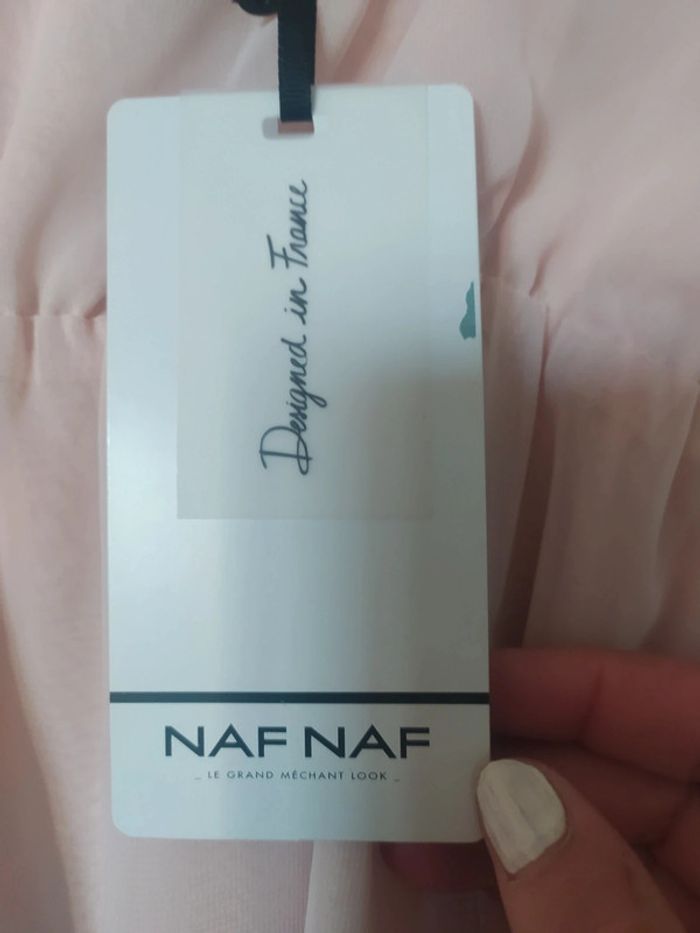 Designed in France
NAF NAF
_ LE GRAND MÉCHANT LOOK _